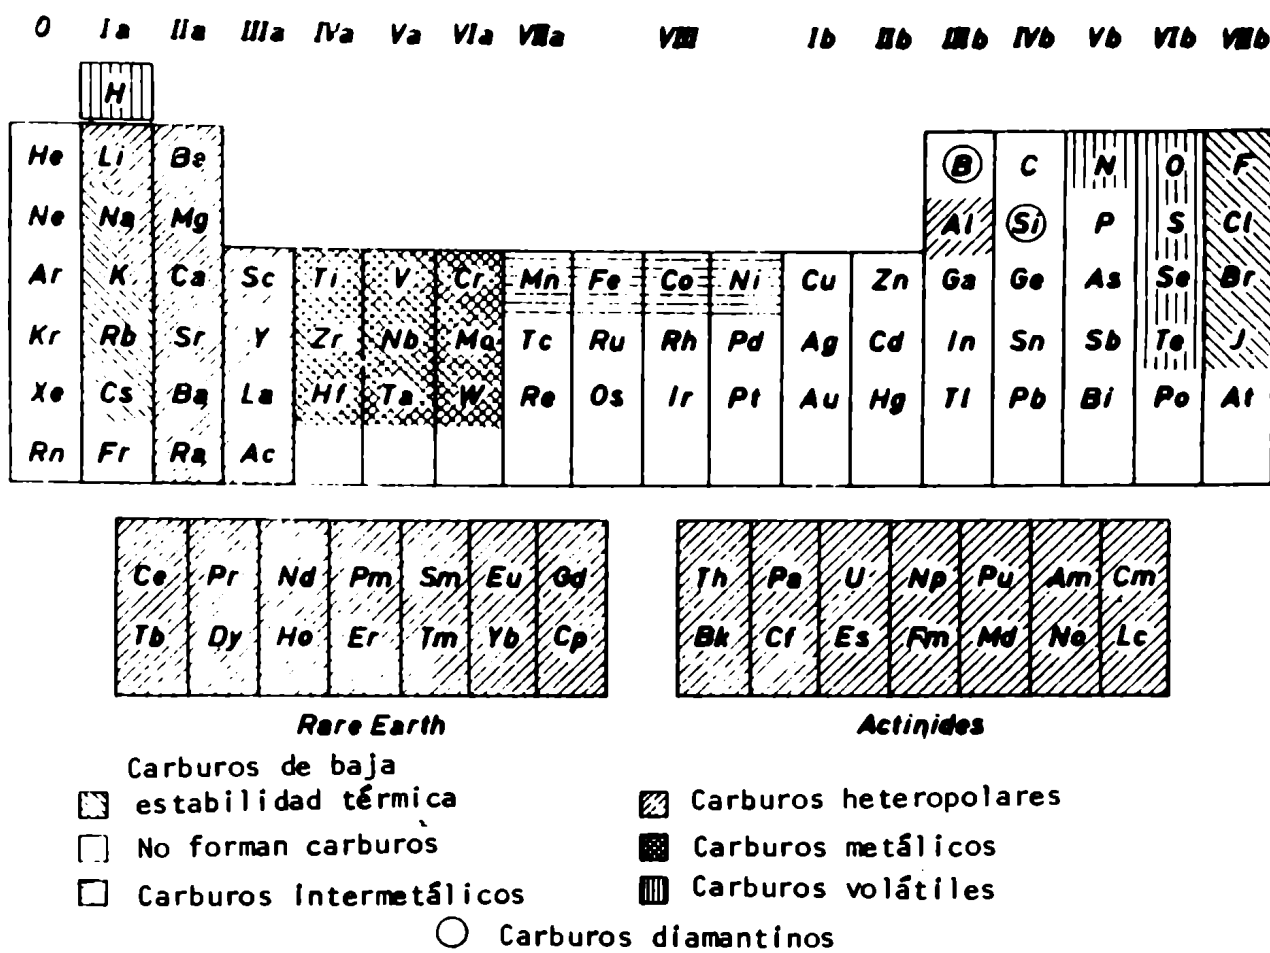 O Ia IIa IIIa IVa Va VIa VIIa VIII Ib IIb IIIb IVb Vb VIb VIIb
H
He Li Be B C N O F
Ne Na Mg Al Si P S Cl
Ar K Ca Sc Ti V Cr Mn Fe Co Ni Cu Zn Ga Ge As Se Br
Kr Rb Sr Y Zr Nb Mo Tc Ru Rh Pd Ag Cd In Sn Sb Te J
Xe Cs Ba La Hf Ta W Re Os Ir Pt Au Hg Tl Pb Bi Po At
Rn Fr Ra Ac
Ce Pr Nd Pm Sm Eu Gd Th Pa U Np Pu Am Cm
Tb Dy Ho Er Tm Yb Cp Bk Cf Es Fm Md No Lc
Rare Earth Actinides
Carburos de baja
estabilidad térmica Carburos heteropolares
No forman carburos Carburos metálicos
Carburos Intermetálicos Carburos volátiles
Carburos diamantinos